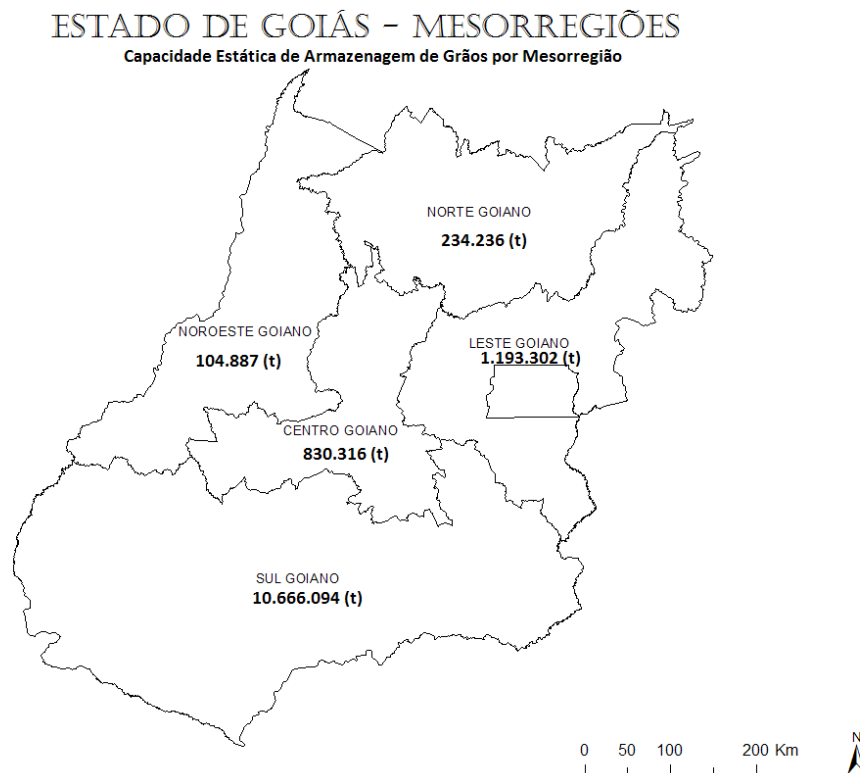 ESTADO DE GOIÁS - MESORREGIÕES
Capacidade Estática de Armazenagem de Grãos por Mesorregião
NORTE GOIANO
234.236 (t)
NOROESTE GOIANO
104.887 (t)
LESTE GOIANO
1.193.302 (t)
CENTRO GOIANO
830.316 (t)
SUL GOIANO
10.666.094 (t)
0 50 100 200 Km
N